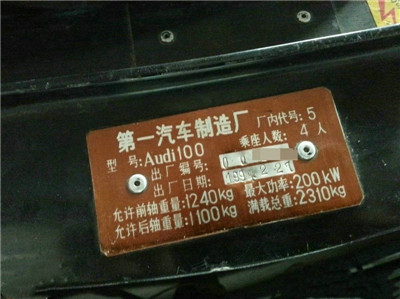 第一汽车制造厂
型号:Audi100 厂内代号:5
出厂编号: 乘座人数:4人
出厂日期: 最大功率:200kW
允许前轴重量:1240kg 满载总重:2310kg
允许后轴重量:1100kg